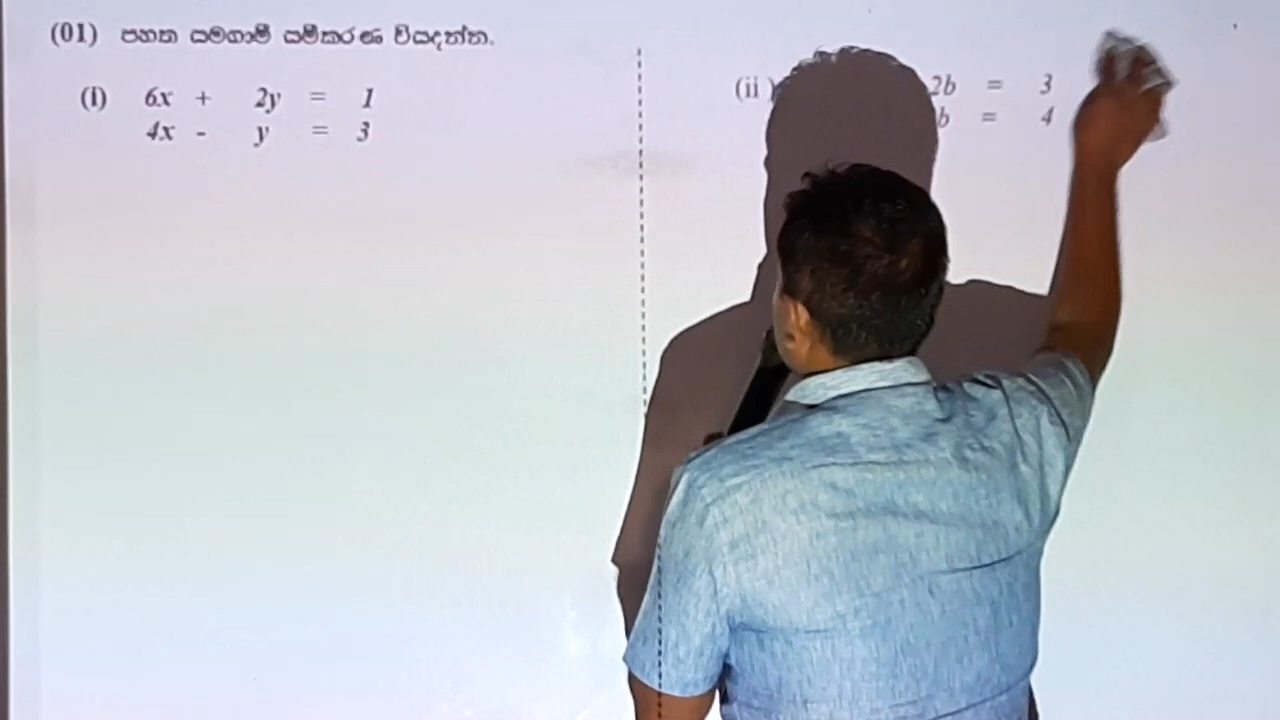 (01) පහත සමගාමී සමීකරණ විසඳන්න.
(i) 6x + 2y = 1
4x - y = 3
(ii) 2b = 3
b = 4